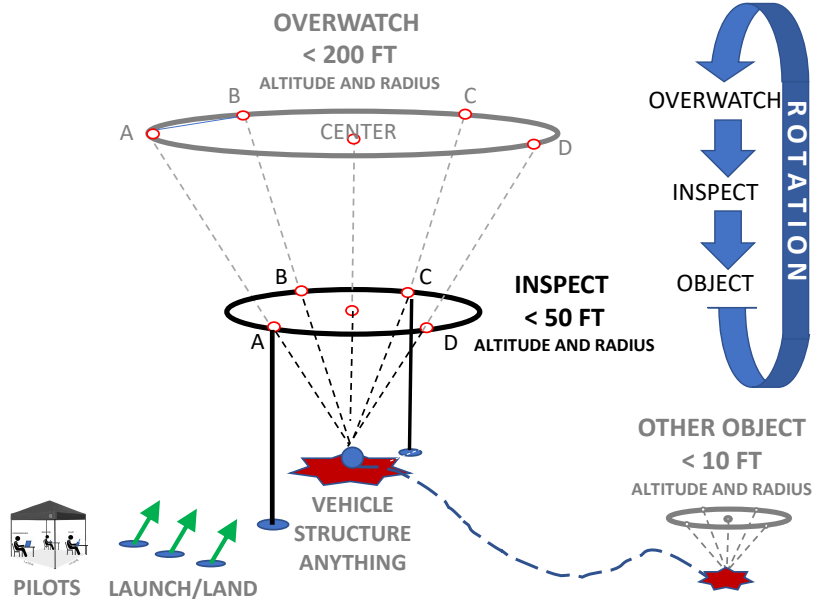 OVERWATCH
< 200 FT
ALTITUDE AND RADIUS
A
B
CENTER
C
D
B
C
A
D
INSPECT
< 50 FT
ALTITUDE AND RADIUS
OVERWATCH
INSPECT
OBJECT
ROTATION
OTHER OBJECT
< 10 FT
ALTITUDE AND RADIUS
VEHICLE
STRUCTURE
ANYTHING
PILOTS
LAUNCH/LAND